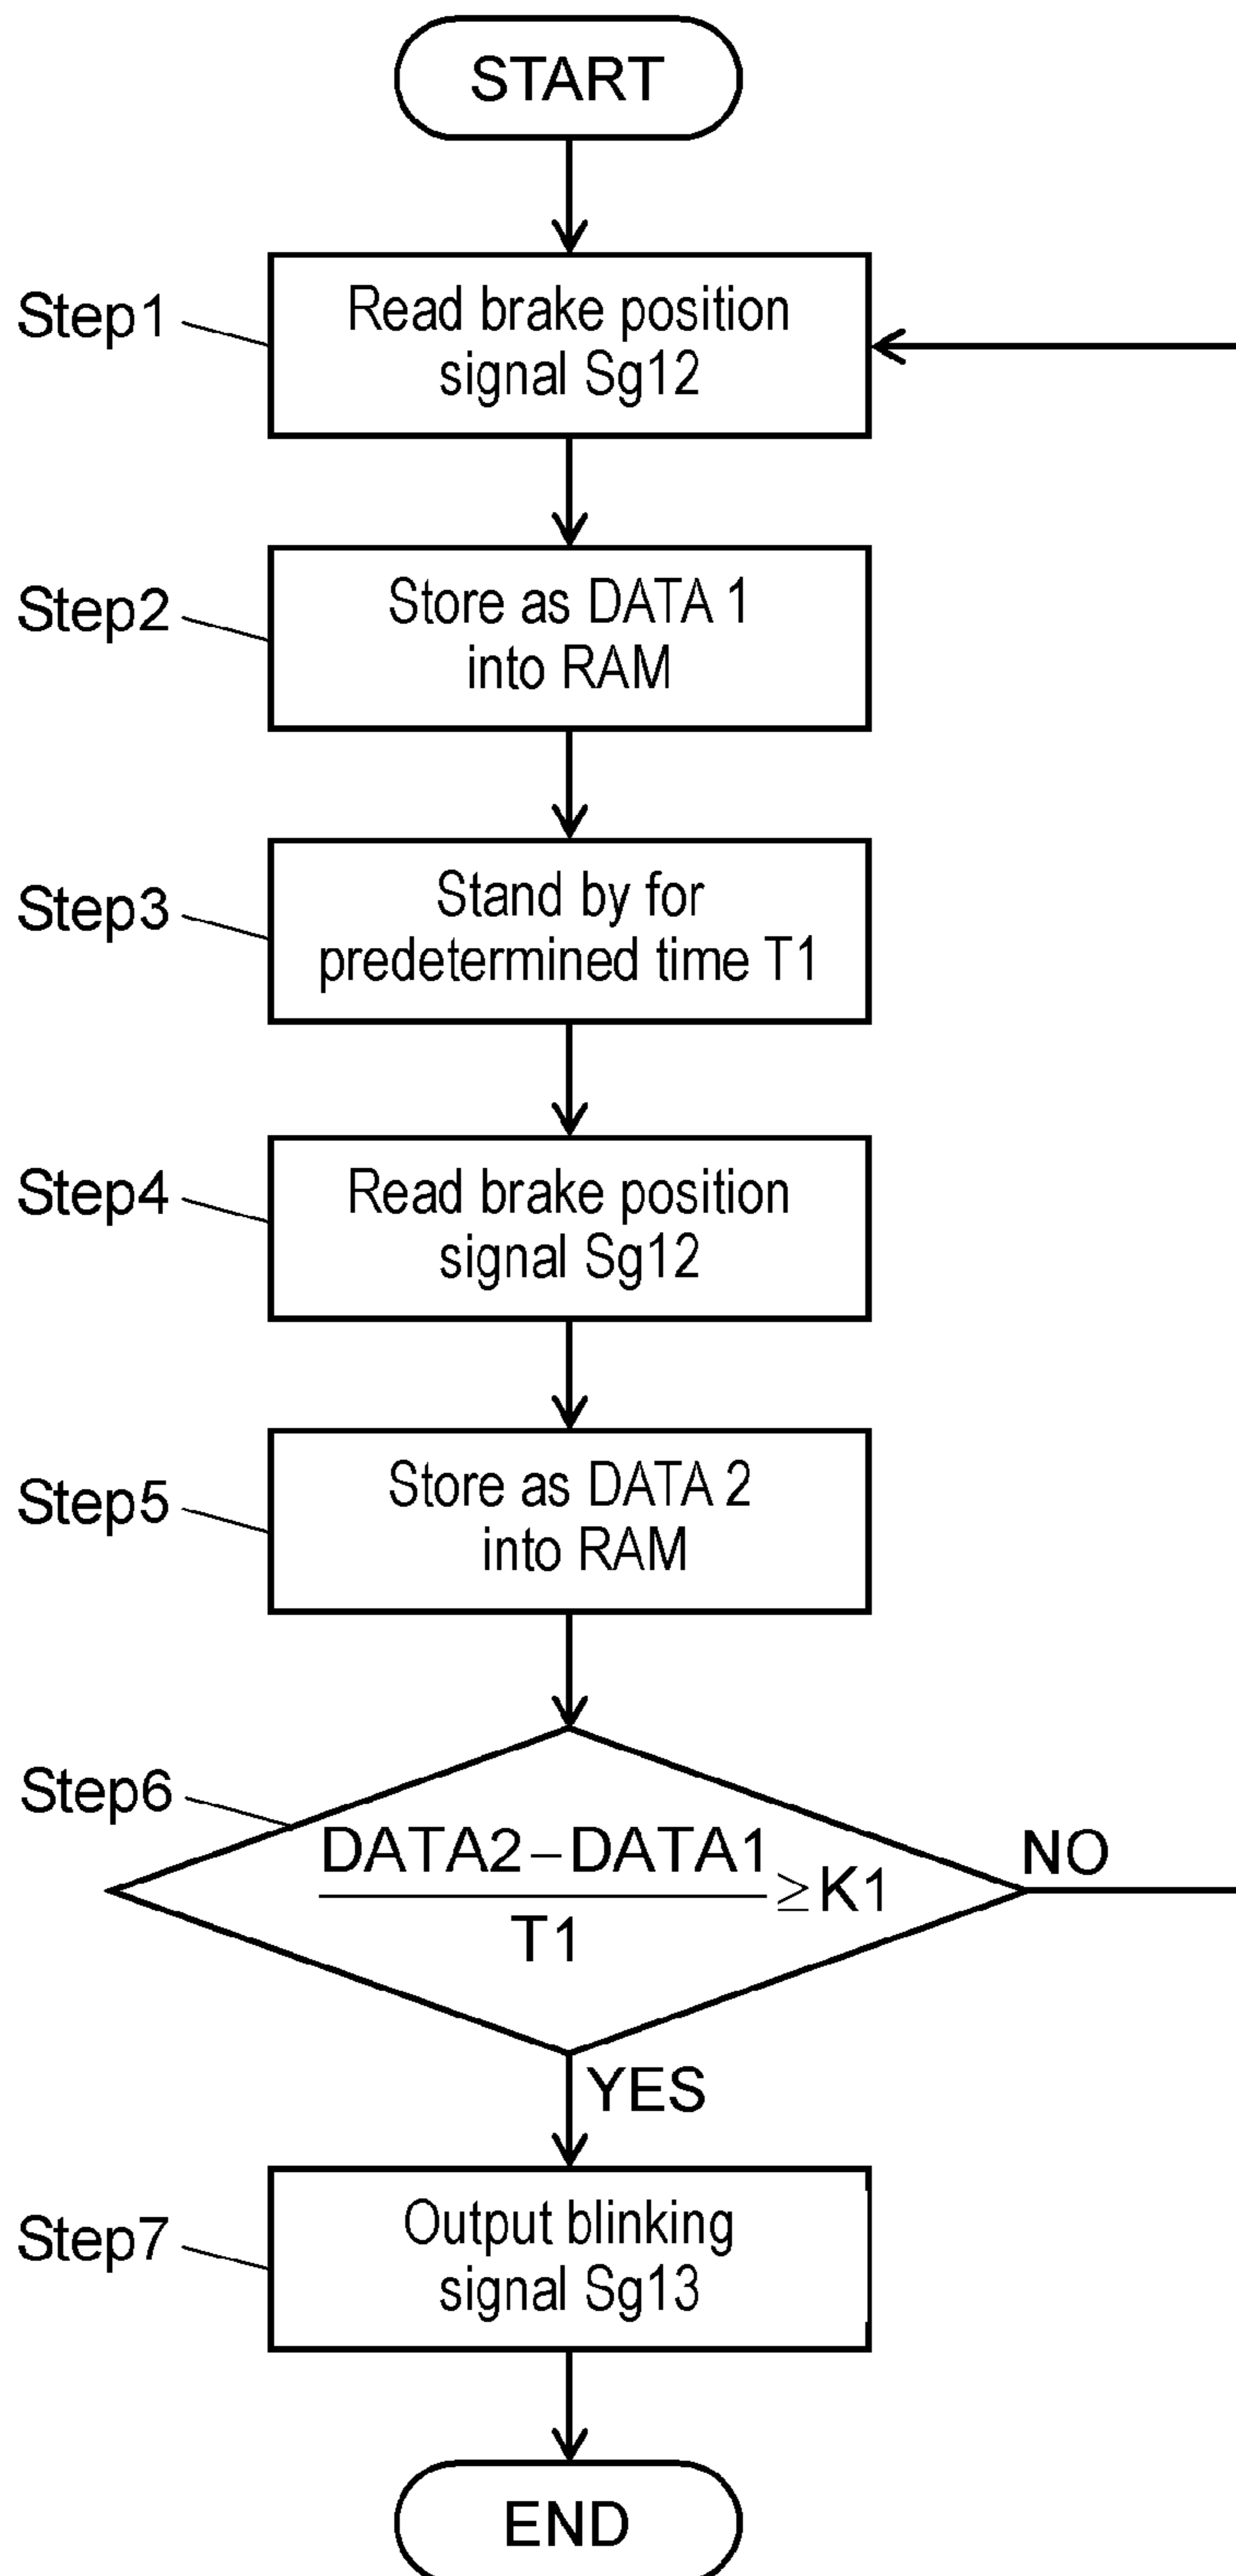 START
Step1
Read brake position
signal Sg12
Step2
Store as DATA 1
into RAM
Step3
Stand by for
predetermined time T1
Step4
Read brake position
signal Sg12
Step5
Store as DATA 2
into RAM
Step6
DATA2–DATA1
T1
≥K1
NO
YES
Step7
Output blinking
signal Sg13
END